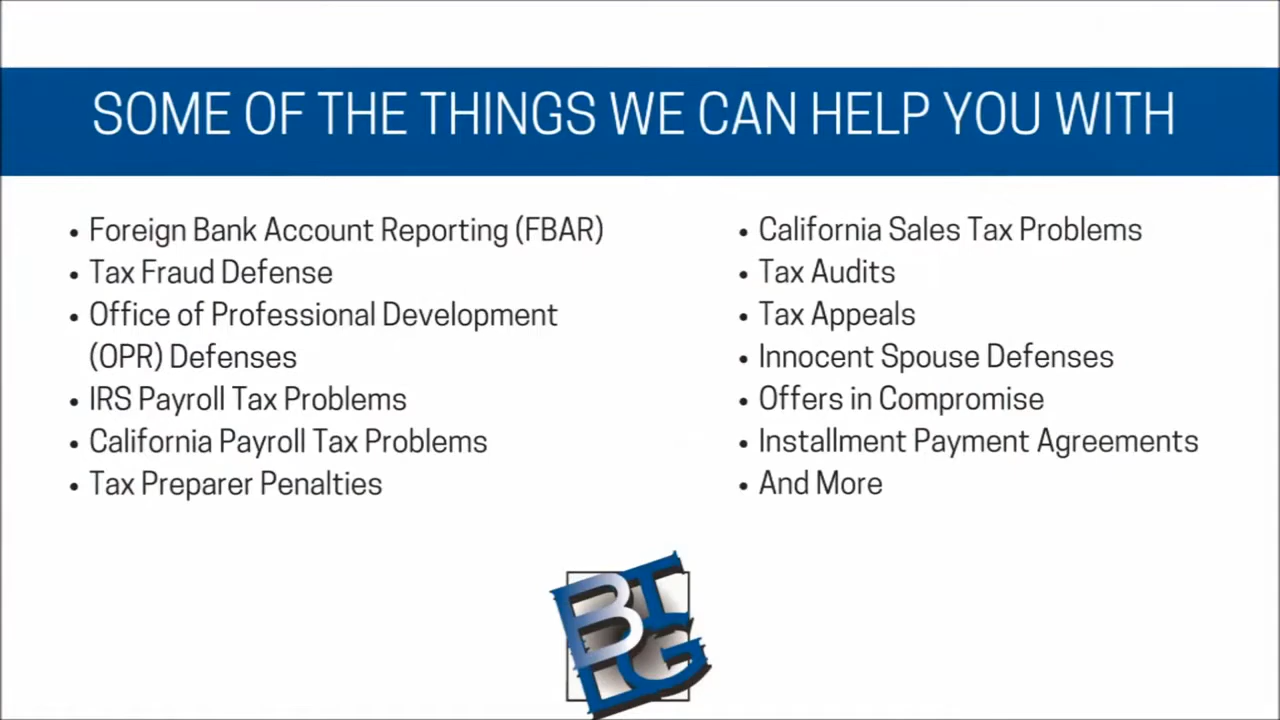 SOME OF THE THINGS WE CAN HELP YOU WITH
• Foreign Bank Account Reporting (FBAR)
• Tax Fraud Defense
• Office of Professional Development
(OPR) Defenses
• IRS Payroll Tax Problems
• California Payroll Tax Problems
• Tax Preparer Penalties
• California Sales Tax Problems
• Tax Audits
• Tax Appeals
• Innocent Spouse Defenses
• Offers in Compromise
• Installment Payment Agreements
• And More
BT
LG